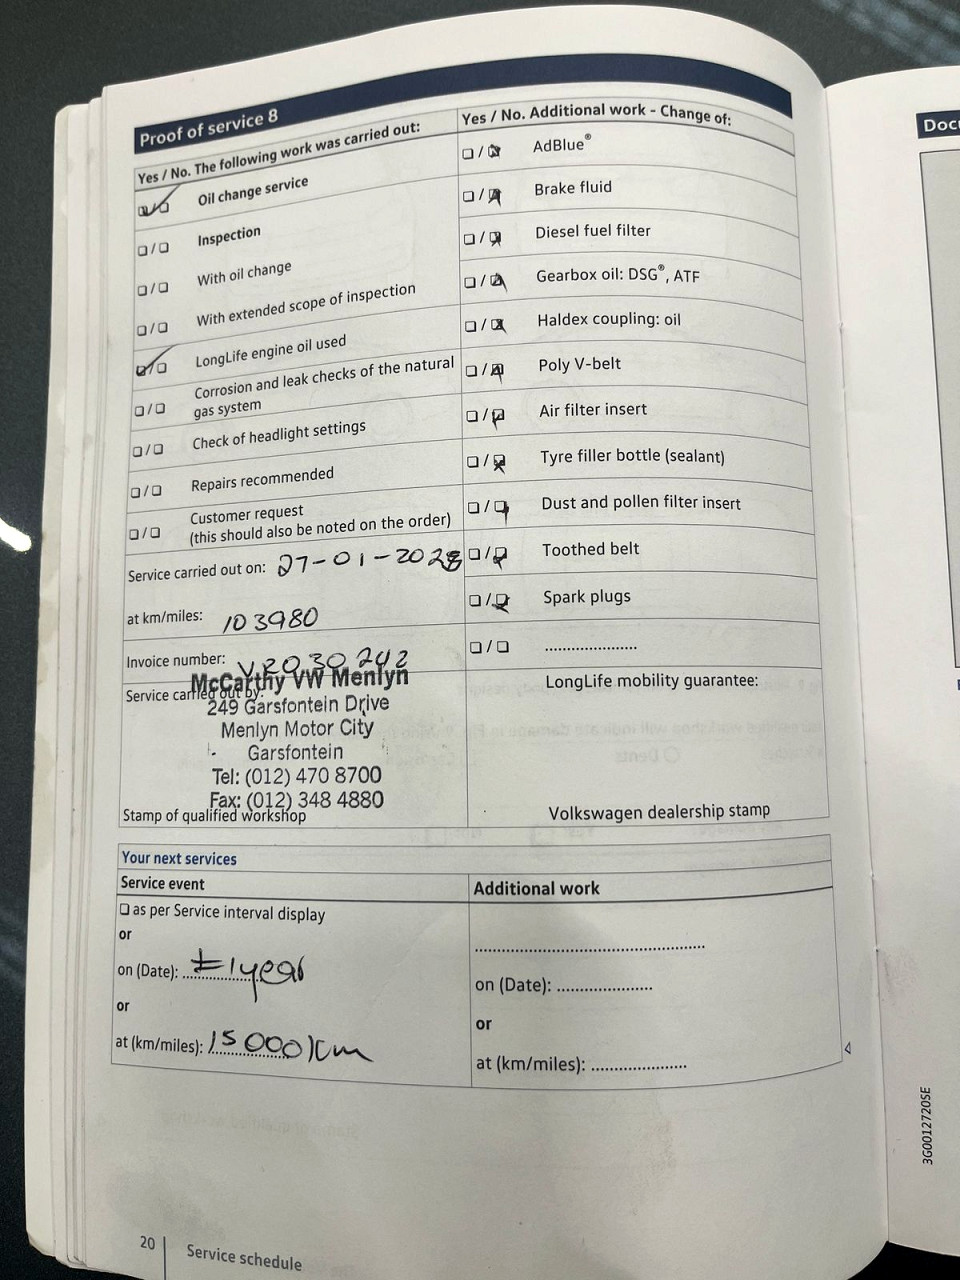 Proof of service 8
Yes / No. The following work was carried out:
Oil change service
Inspection
With oil change
With extended scope of inspection
LongLife engine oil used
Corrosion and leak checks of the natural
gas system
Check of headlight settings
Repairs recommended
Customer request
(this should also be noted on the order)
Service carried out on: 27-01-2028
at km/miles: 103980
Invoice number: V2030242
Service carried out by:
McCarthy VW Menlyn
249 Garsfontein Drive
Menlyn Motor City
Garsfontein
Tel: (012) 470 8700
Fax: (012) 348 4880
Stamp of qualified workshop
Yes / No. Additional work - Change of:
AdBlue®
Brake fluid
Diesel fuel filter
Gearbox oil: DSG®, ATF
Haldex coupling: oil
Poly V-belt
Air filter insert
Tyre filler bottle (sealant)
Dust and pollen filter insert
Toothed belt
Spark plugs
LongLife mobility guarantee:
Volkswagen dealership stamp
Your next services
Service event
as per Service interval display
or
on (Date): ± 1 year
or
at (km/miles): 15 000 km
Additional work
on (Date):
or
at (km/miles):
3G0012720SE
20
Service schedule